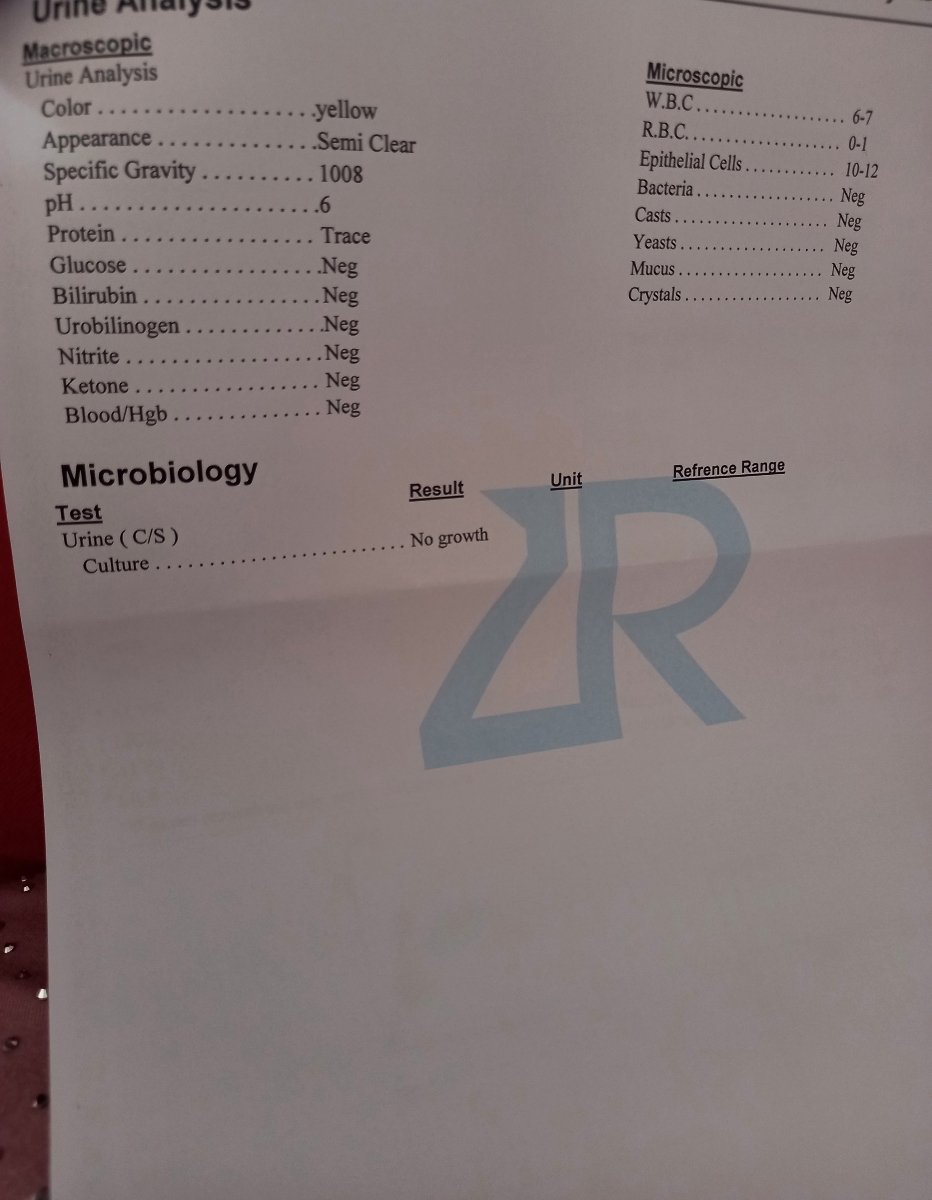 Urine Analysis
Macroscopic
Urine Analysis
Color ....................yellow
Appearance ..............Semi Clear
Specific Gravity .......... 1008
pH ......................6
Protein ................. Trace
Glucose .................Neg
Bilirubin ................Neg
Urobilinogen ............Neg
Nitrite ..................Neg
Ketone ................. Neg
Blood/Hgb .............. Neg
Microscopic
W.B.C ................... 6-7
R.B.C. ................... 0-1
Epithelial Cells ............ 10-12
Bacteria ................. Neg
Casts ................... Neg
Yeasts .................. Neg
Mucus .................. Neg
Crystals ................. Neg
Microbiology
Test Result Unit Refrence Range
Urine ( C/S )
Culture ........................ No growth